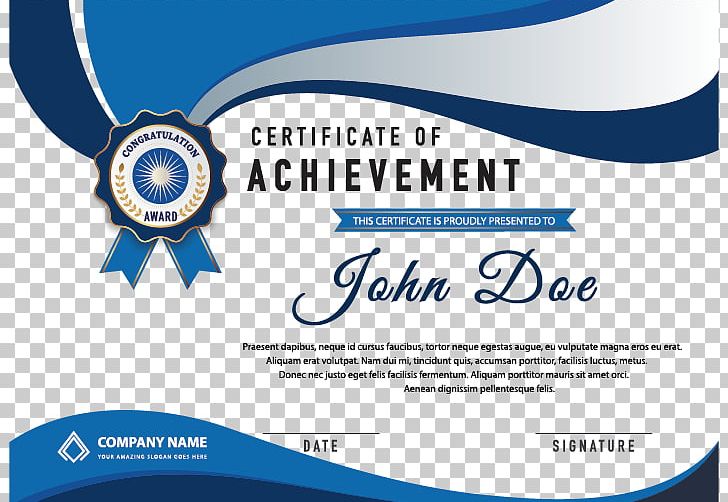 CERTIFICATE OF
ACHIEVEMENT
CONGRATULATION
AWARD
THIS CERTIFICATE IS PROUDLY PRESENTED TO
John Doe
Praesent dapibus, neque id cursus faucibus, tortor neque egestas augue, eu vulputate magna eros eu erat.
Aliquam erat volutpat. Nam dui mi, tincidunt quis, accumsan porttitor, facilisis luctus, metus.
Donec nec justo eget felis facilisis fermentum. Aliquam porttitor mauris sit amet orci.
Aenean dignissim pellentesque felis.
COMPANY NAME
YOUR AMAZING SLOGAN GOES HERE
DATE
SIGNATURE